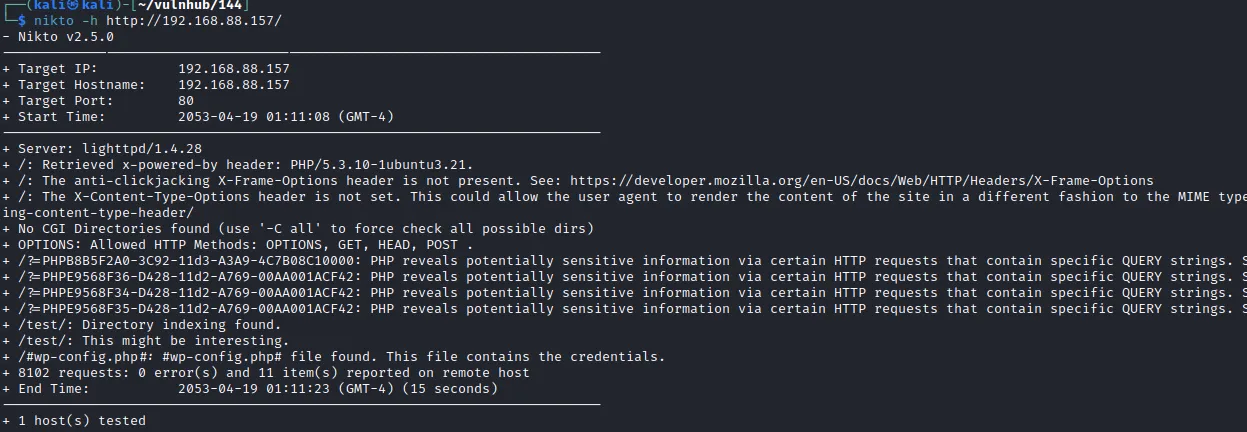 ┌──(kali㉿kali)-[~/vulnhub/144]
└─$ nikto -h http://192.168.88.157/
- Nikto v2.5.0
+ Target IP: 192.168.88.157
+ Target Hostname: 192.168.88.157
+ Target Port: 80
+ Start Time: 2053-04-19 01:11:08 (GMT-4)
+ Server: lighttpd/1.4.28
+ /: Retrieved x-powered-by header: PHP/5.3.10-1ubuntu3.21.
+ /: The anti-clickjacking X-Frame-Options header is not present. See: https://developer.mozilla.org/en-US/docs/Web/HTTP/Headers/X-Frame-Options
+ /: The X-Content-Type-Options header is not set. This could allow the user agent to render the content of the site in a different fashion to the MIME type
ing-content-type-header/
+ No CGI Directories found (use '-C all' to force check all possible dirs)
+ OPTIONS: Allowed HTTP Methods: OPTIONS, GET, HEAD, POST .
+ /?=PHPB8B5F2A0-3C92-11d3-A3A9-4C7B08C10000: PHP reveals potentially sensitive information via certain HTTP requests that contain specific QUERY strings. S
+ /?=PHPE9568F36-D428-11d2-A769-00AA001ACF42: PHP reveals potentially sensitive information via certain HTTP requests that contain specific QUERY strings. S
+ /?=PHPE9568F34-D428-11d2-A769-00AA001ACF42: PHP reveals potentially sensitive information via certain HTTP requests that contain specific QUERY strings. S
+ /?=PHPE9568F35-D428-11d2-A769-00AA001ACF42: PHP reveals potentially sensitive information via certain HTTP requests that contain specific QUERY strings. S
+ /test/: Directory indexing found.
+ /test/: This might be interesting.
+ /#wp-config.php#: #wp-config.php# file found. This file contains the credentials.
+ 8102 requests: 0 error(s) and 11 item(s) reported on remote host
+ End Time: 2053-04-19 01:11:23 (GMT-4) (15 seconds)
+ 1 host(s) tested